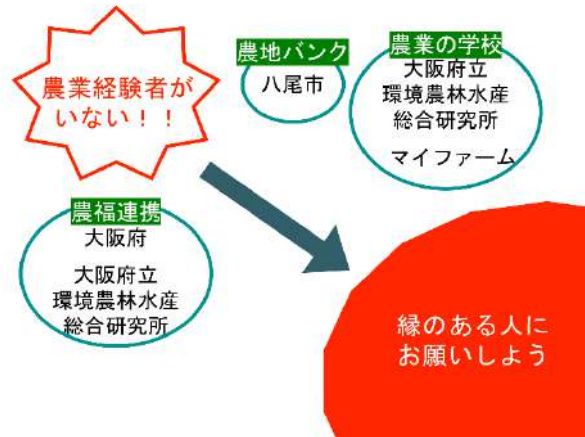 農業経験者が
いない！！
農地バンク
八尾市
農業の学校
大阪府立
環境農林水産
総合研究所
マイファーム
農福連携
大阪府
大阪府立
環境農林水産
総合研究所
縁のある人に
お願いしよう